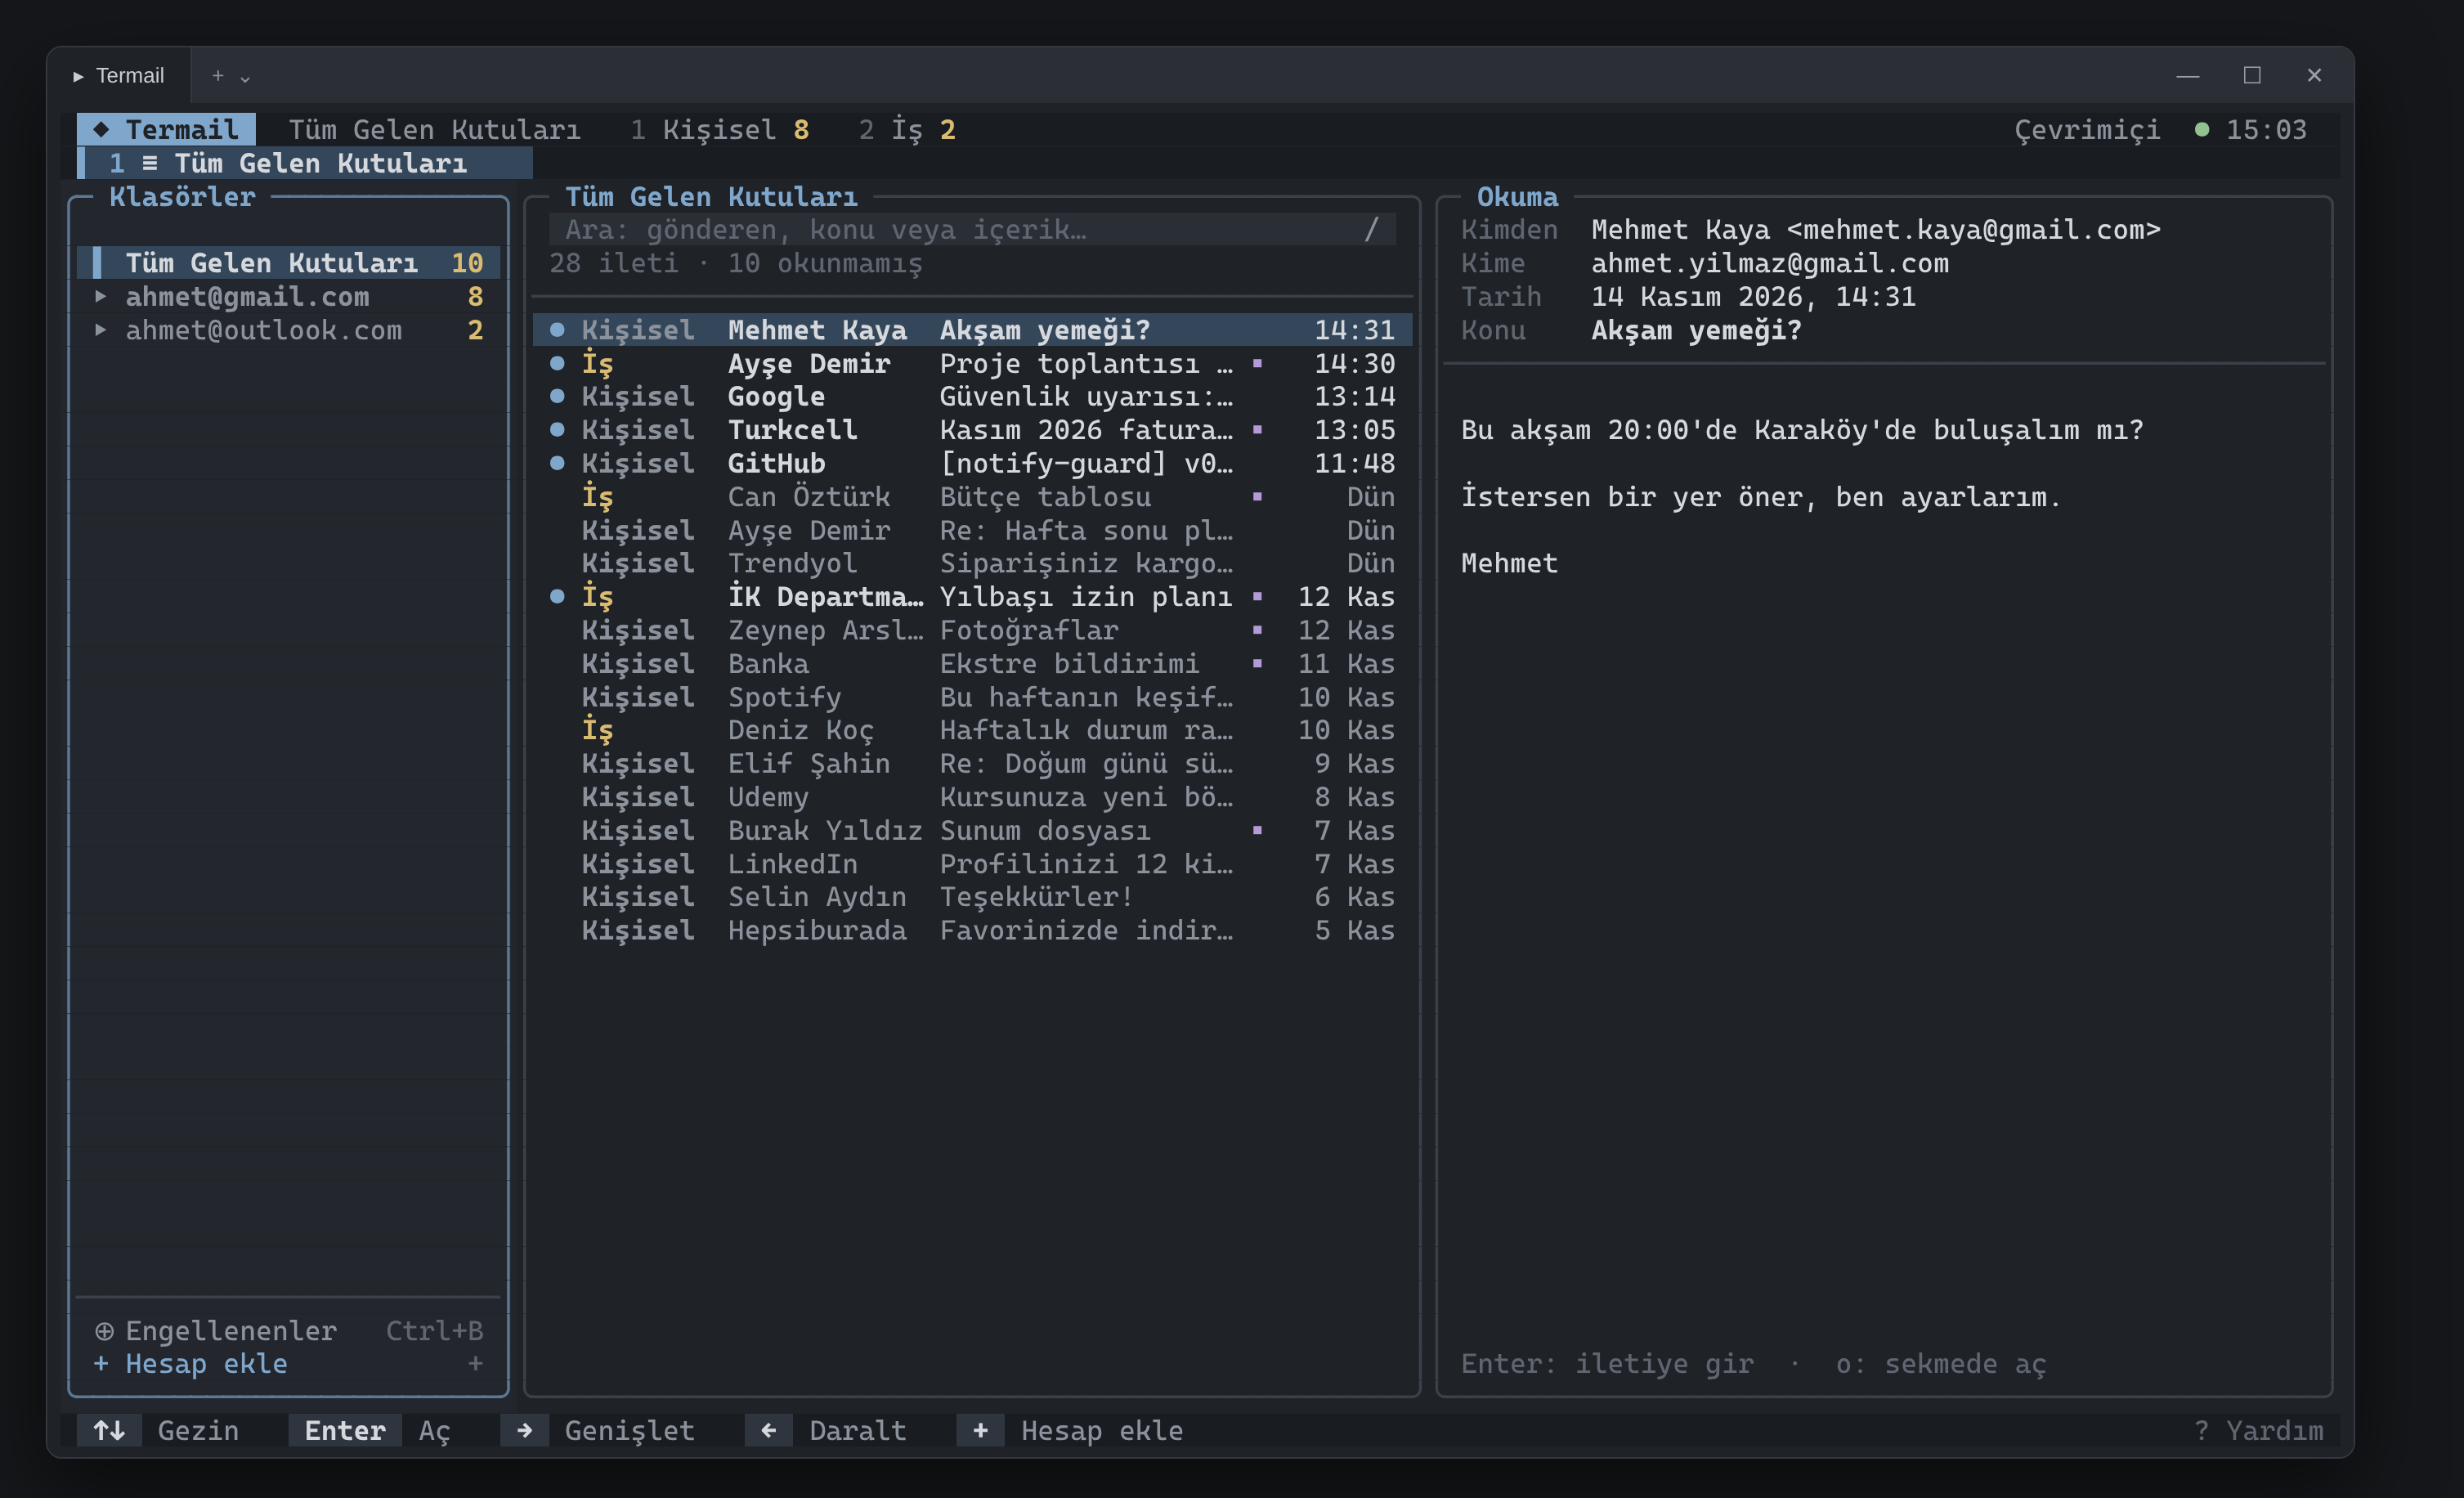 ▸ Termail + ⌄ — ☐ ✕
◆ Termail Tüm Gelen Kutuları 1 Kişisel 8 2 İş 2 Çevrimiçi ● 15:03
1 ≡ Tüm Gelen Kutuları
Klasörler
Tüm Gelen Kutuları 10
▸ ahmet@gmail.com 8
▸ ahmet@outlook.com 2
⊕ Engellenenler Ctrl+B
+ Hesap ekle +
Tüm Gelen Kutuları
Ara: gönderen, konu veya içerik… /
28 ileti · 10 okunmamış
● Kişisel Mehmet Kaya Akşam yemeği? 14:31
● İş Ayşe Demir Proje toplantısı … ▪ 14:30
● Kişisel Google Güvenlik uyarısı:… 13:14
● Kişisel Turkcell Kasım 2026 fatura… ▪ 13:05
● Kişisel GitHub [notify-guard] v0… 11:48
İş Can Öztürk Bütçe tablosu ▪ Dün
Kişisel Ayşe Demir Re: Hafta sonu pl… Dün
Kişisel Trendyol Siparişiniz kargo… Dün
● İş İK Departma… Yılbaşı izin planı ▪ 12 Kas
Kişisel Zeynep Arsl… Fotoğraflar ▪ 12 Kas
Kişisel Banka Ekstre bildirimi ▪ 11 Kas
Kişisel Spotify Bu haftanın keşif… 10 Kas
İş Deniz Koç Haftalık durum ra… 10 Kas
Kişisel Elif Şahin Re: Doğum günü sü… 9 Kas
Kişisel Udemy Kursunuza yeni bö… 8 Kas
Kişisel Burak Yıldız Sunum dosyası ▪ 7 Kas
Kişisel LinkedIn Profilinizi 12 ki… 7 Kas
Kişisel Selin Aydın Teşekkürler! 6 Kas
Kişisel Hepsiburada Favorinizde indir… 5 Kas
Okuma
Kimden Mehmet Kaya <mehmet.kaya@gmail.com>
Kime ahmet.yilmaz@gmail.com
Tarih 14 Kasım 2026, 14:31
Konu Akşam yemeği?
Bu akşam 20:00'de Karaköy'de buluşalım mı?
İstersen bir yer öner, ben ayarlarım.
Mehmet
Enter: iletiye gir · o: sekmede aç
↑↓ Gezin Enter Aç → Genişlet ← Daralt + Hesap ekle ? Yardım